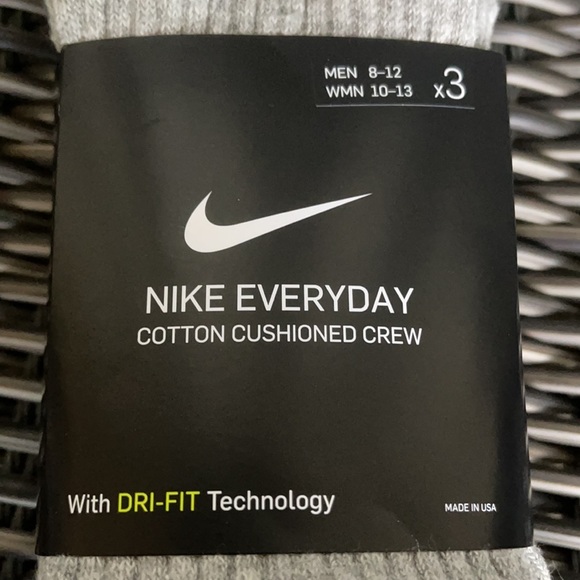 MEN 8-12
WMN 10-13
x3
NIKE EVERYDAY
COTTON CUSHIONED CREW
With DRI-FIT Technology
MADE IN USA